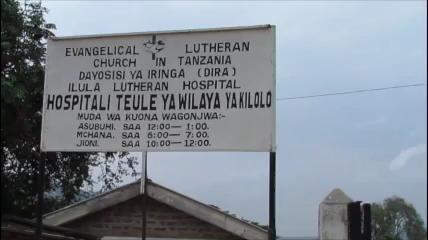 EVANGELICAL LUTHERAN
CHURCH IN TANZANIA
DAYOSISI YA IRINGA (DIRA)
ILULA LUTHERAN HOSPITAL
HOSPITALI TEULE YA WILAYA YA KILOLO
MUDA WA KUONA WAGONJWA:-
ASUBUHI. SAA 12:00 — 1:00.
MCHANA. SAA 6:00 — 7:00.
JIONI. SAA 10:00 — 12:00.